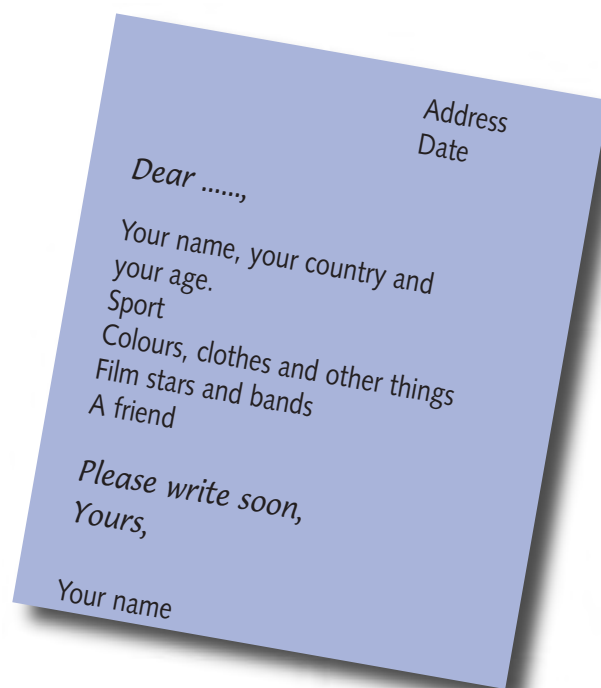 Address
Date
Dear ......,
Your name, your country and
your age.
Sport
Colours, clothes and other things
Film stars and bands
A friend
Please write soon,
Yours,
Your name